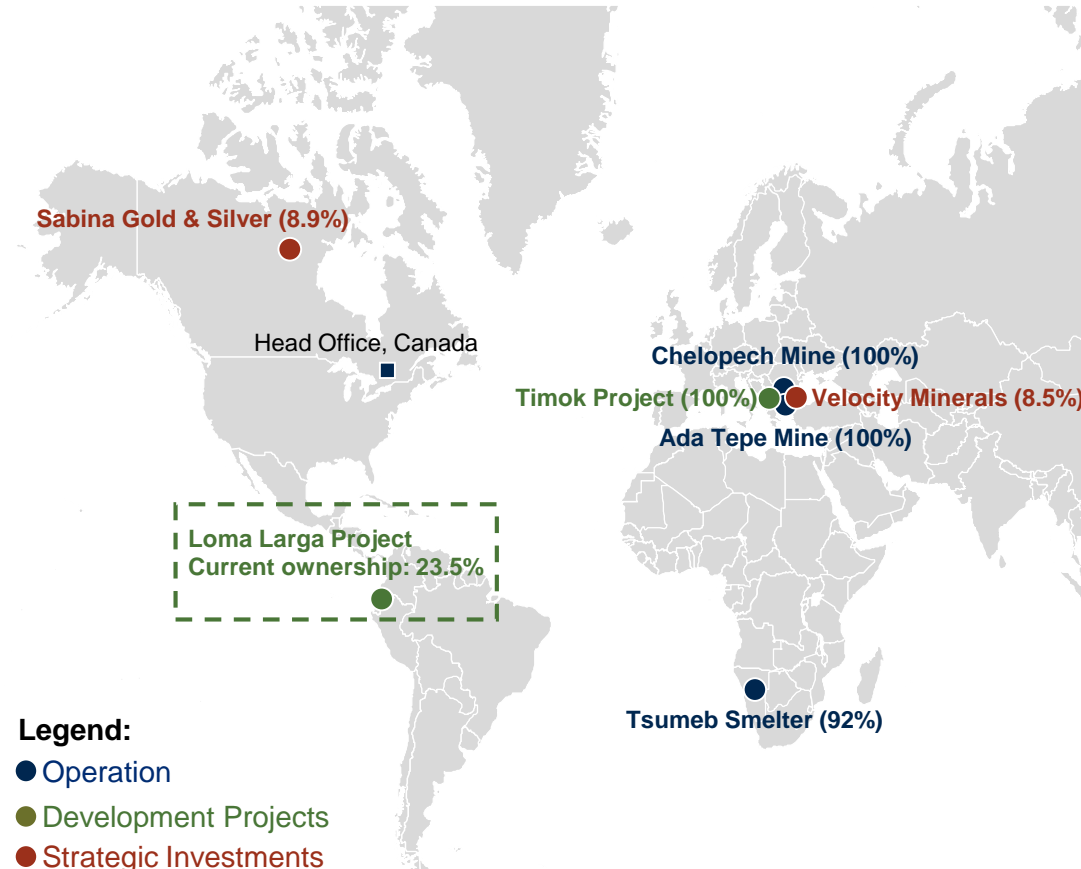 Sabina Gold & Silver (8.9%)
Head Office, Canada
Chelopech Mine (100%)
Timok Project (100%)
Velocity Minerals (8.5%)
Ada Tepe Mine (100%)
Loma Larga Project
Current ownership: 23.5%
Tsumeb Smelter (92%)
Legend:
Operation
Development Projects
Strategic Investments